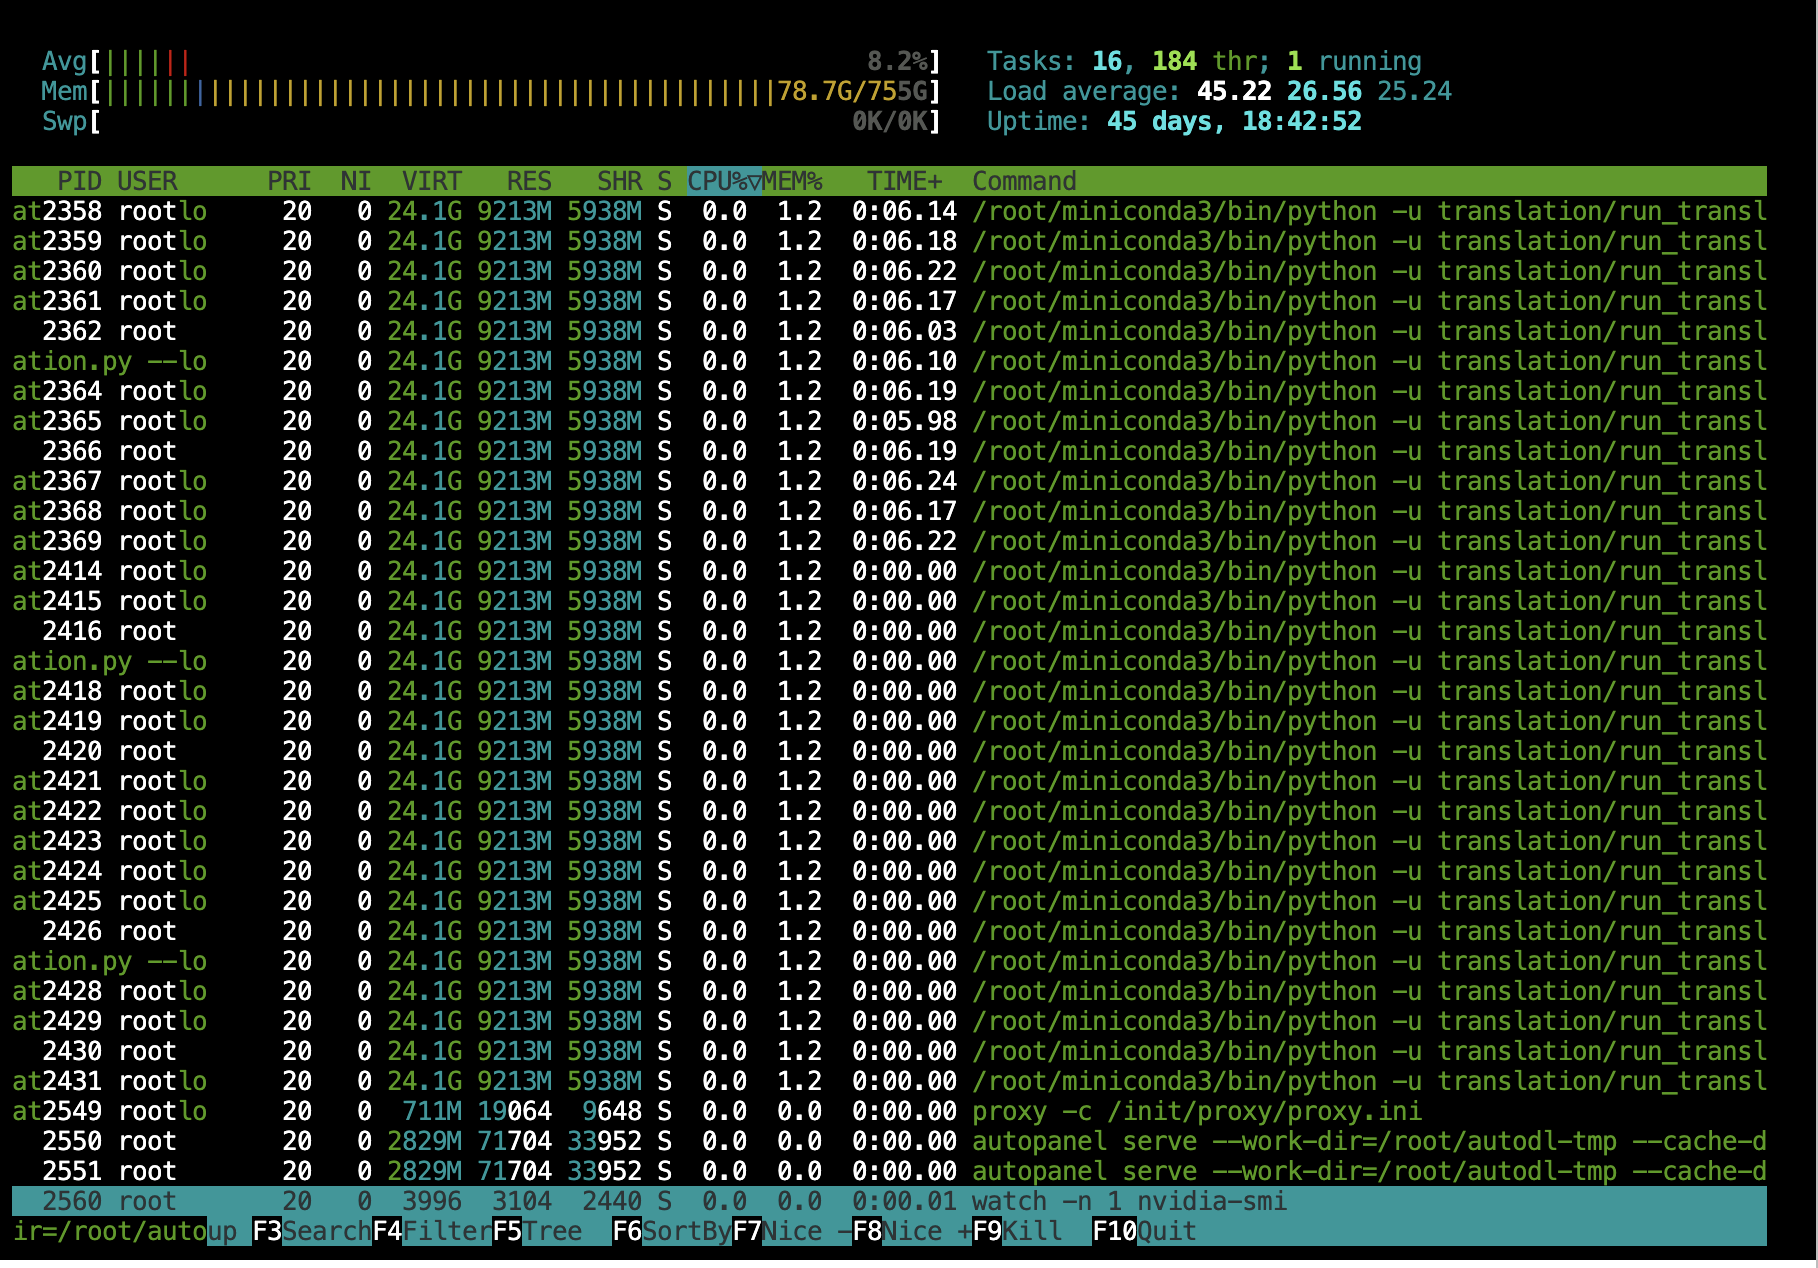 Avg[||||||                                             8.2%]   Tasks: 16, 184 thr; 1 running
Mem[|||||||||||||||||||||||||||||||||||||||||||||78.7G/755G]   Load average: 45.22 26.56 25.24
Swp[                                                  0K/0K]   Uptime: 45 days, 18:42:52
PID USER PRI NI VIRT RES SHR S CPU%▽MEM% TIME+ Command
at2358 rootlo 20 0 24.1G 9213M 5938M S 0.0 1.2 0:06.14 /root/miniconda3/bin/python -u translation/run_transl
at2359 rootlo 20 0 24.1G 9213M 5938M S 0.0 1.2 0:06.18 /root/miniconda3/bin/python -u translation/run_transl
at2360 rootlo 20 0 24.1G 9213M 5938M S 0.0 1.2 0:06.22 /root/miniconda3/bin/python -u translation/run_transl
at2361 rootlo 20 0 24.1G 9213M 5938M S 0.0 1.2 0:06.17 /root/miniconda3/bin/python -u translation/run_transl
2362 root 20 0 24.1G 9213M 5938M S 0.0 1.2 0:06.03 /root/miniconda3/bin/python -u translation/run_transl
ation.py --lo 20 0 24.1G 9213M 5938M S 0.0 1.2 0:06.10 /root/miniconda3/bin/python -u translation/run_transl
at2364 rootlo 20 0 24.1G 9213M 5938M S 0.0 1.2 0:06.19 /root/miniconda3/bin/python -u translation/run_transl
at2365 rootlo 20 0 24.1G 9213M 5938M S 0.0 1.2 0:05.98 /root/miniconda3/bin/python -u translation/run_transl
2366 root 20 0 24.1G 9213M 5938M S 0.0 1.2 0:06.19 /root/miniconda3/bin/python -u translation/run_transl
at2367 rootlo 20 0 24.1G 9213M 5938M S 0.0 1.2 0:06.24 /root/miniconda3/bin/python -u translation/run_transl
at2368 rootlo 20 0 24.1G 9213M 5938M S 0.0 1.2 0:06.17 /root/miniconda3/bin/python -u translation/run_transl
at2369 rootlo 20 0 24.1G 9213M 5938M S 0.0 1.2 0:06.22 /root/miniconda3/bin/python -u translation/run_transl
at2414 rootlo 20 0 24.1G 9213M 5938M S 0.0 1.2 0:00.00 /root/miniconda3/bin/python -u translation/run_transl
at2415 rootlo 20 0 24.1G 9213M 5938M S 0.0 1.2 0:00.00 /root/miniconda3/bin/python -u translation/run_transl
2416 root 20 0 24.1G 9213M 5938M S 0.0 1.2 0:00.00 /root/miniconda3/bin/python -u translation/run_transl
ation.py --lo 20 0 24.1G 9213M 5938M S 0.0 1.2 0:00.00 /root/miniconda3/bin/python -u translation/run_transl
at2418 rootlo 20 0 24.1G 9213M 5938M S 0.0 1.2 0:00.00 /root/miniconda3/bin/python -u translation/run_transl
at2419 rootlo 20 0 24.1G 9213M 5938M S 0.0 1.2 0:00.00 /root/miniconda3/bin/python -u translation/run_transl
2420 root 20 0 24.1G 9213M 5938M S 0.0 1.2 0:00.00 /root/miniconda3/bin/python -u translation/run_transl
at2421 rootlo 20 0 24.1G 9213M 5938M S 0.0 1.2 0:00.00 /root/miniconda3/bin/python -u translation/run_transl
at2422 rootlo 20 0 24.1G 9213M 5938M S 0.0 1.2 0:00.00 /root/miniconda3/bin/python -u translation/run_transl
at2423 rootlo 20 0 24.1G 9213M 5938M S 0.0 1.2 0:00.00 /root/miniconda3/bin/python -u translation/run_transl
at2424 rootlo 20 0 24.1G 9213M 5938M S 0.0 1.2 0:00.00 /root/miniconda3/bin/python -u translation/run_transl
at2425 rootlo 20 0 24.1G 9213M 5938M S 0.0 1.2 0:00.00 /root/miniconda3/bin/python -u translation/run_transl
2426 root 20 0 24.1G 9213M 5938M S 0.0 1.2 0:00.00 /root/miniconda3/bin/python -u translation/run_transl
ation.py --lo 20 0 24.1G 9213M 5938M S 0.0 1.2 0:00.00 /root/miniconda3/bin/python -u translation/run_transl
at2428 rootlo 20 0 24.1G 9213M 5938M S 0.0 1.2 0:00.00 /root/miniconda3/bin/python -u translation/run_transl
at2429 rootlo 20 0 24.1G 9213M 5938M S 0.0 1.2 0:00.00 /root/miniconda3/bin/python -u translation/run_transl
2430 root 20 0 24.1G 9213M 5938M S 0.0 1.2 0:00.00 /root/miniconda3/bin/python -u translation/run_transl
at2431 rootlo 20 0 24.1G 9213M 5938M S 0.0 1.2 0:00.00 /root/miniconda3/bin/python -u translation/run_transl
at2549 rootlo 20 0 711M 19064 9648 S 0.0 0.0 0:00.00 proxy -c /init/proxy/proxy.ini
2550 root 20 0 2829M 71704 33952 S 0.0 0.0 0:00.00 autopanel serve --work-dir=/root/autodl-tmp --cache-d
2551 root 20 0 2829M 71704 33952 S 0.0 0.0 0:00.00 autopanel serve --work-dir=/root/autodl-tmp --cache-d
2560 root 20 0 3996 3104 2440 S 0.0 0.0 0:00.01 watch -n 1 nvidia-smi
ir=/root/autoup F3SearchF4FilterF5Tree F6SortByF7Nice -F8Nice +F9Kill F10Quit